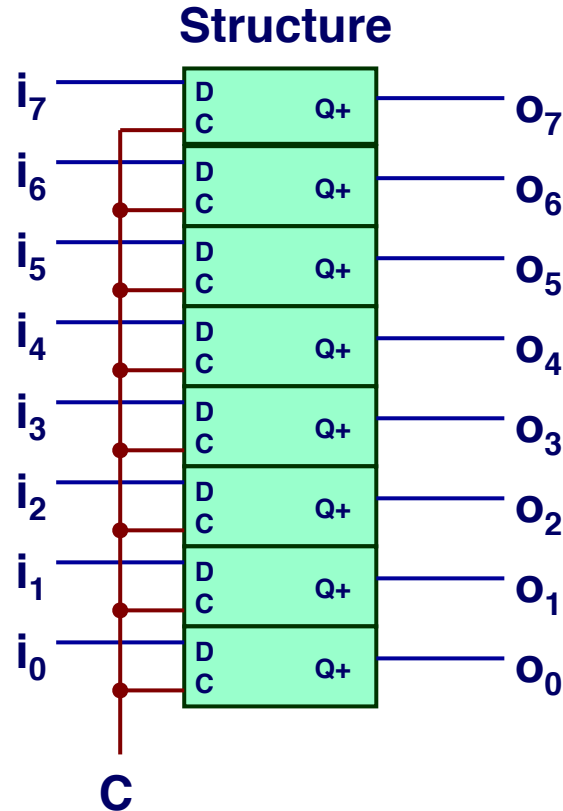 Structure
i7 D C Q+ o7
i6 D C Q+ o6
i5 D C Q+ o5
i4 D C Q+ o4
i3 D C Q+ o3
i2 D C Q+ o2
i1 D C Q+ o1
i0 D C Q+ o0
C